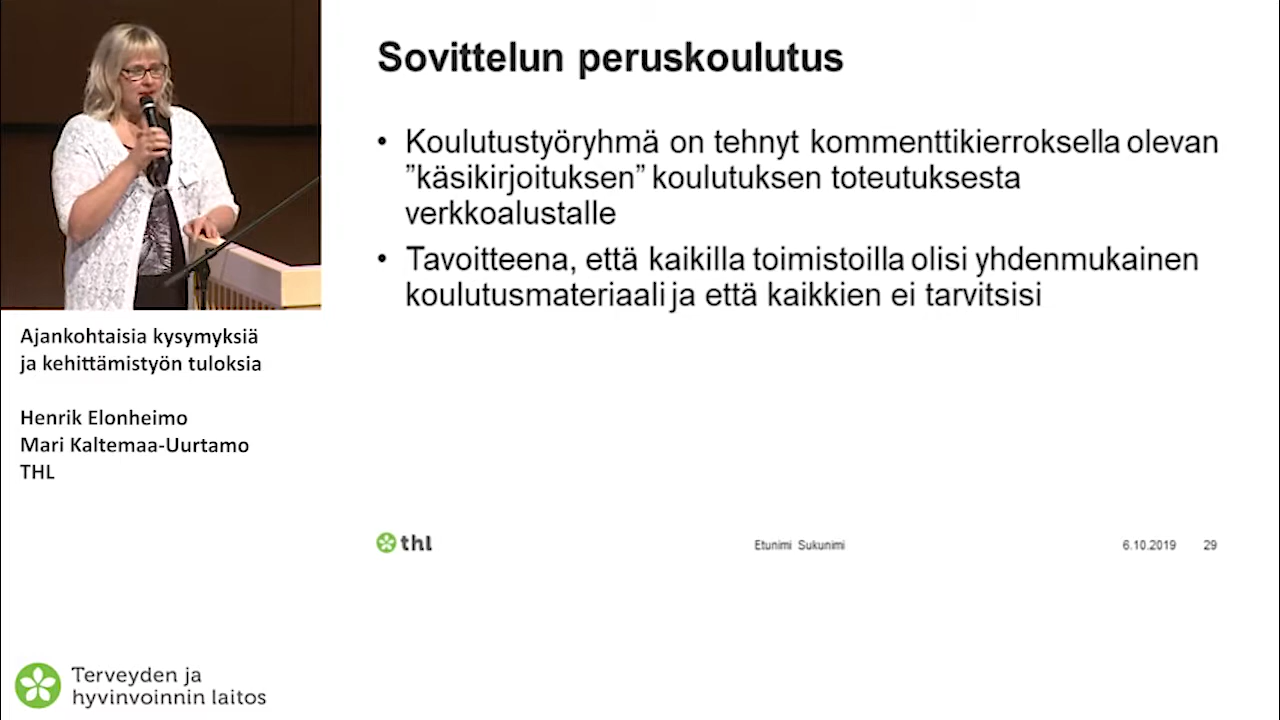 Sovittelun peruskoulutus
• Koulutustyöryhmä on tehnyt kommenttikierroksella olevan
”käsikirjoituksen” koulutuksen toteutuksesta
verkkoalustalle
• Tavoitteena, että kaikilla toimistoilla olisi yhdenmukainen
koulutusmateriaali ja että kaikkien ei tarvitsisi
Ajankohtaisia kysymyksiä
ja kehittämistyön tuloksia
Henrik Elonheimo
Mari Kaltemaa-Uurtamo
THL
thl
Etunimi Sukunimi
6.10.2019
29
Terveyden ja
hyvinvoinnin laitos